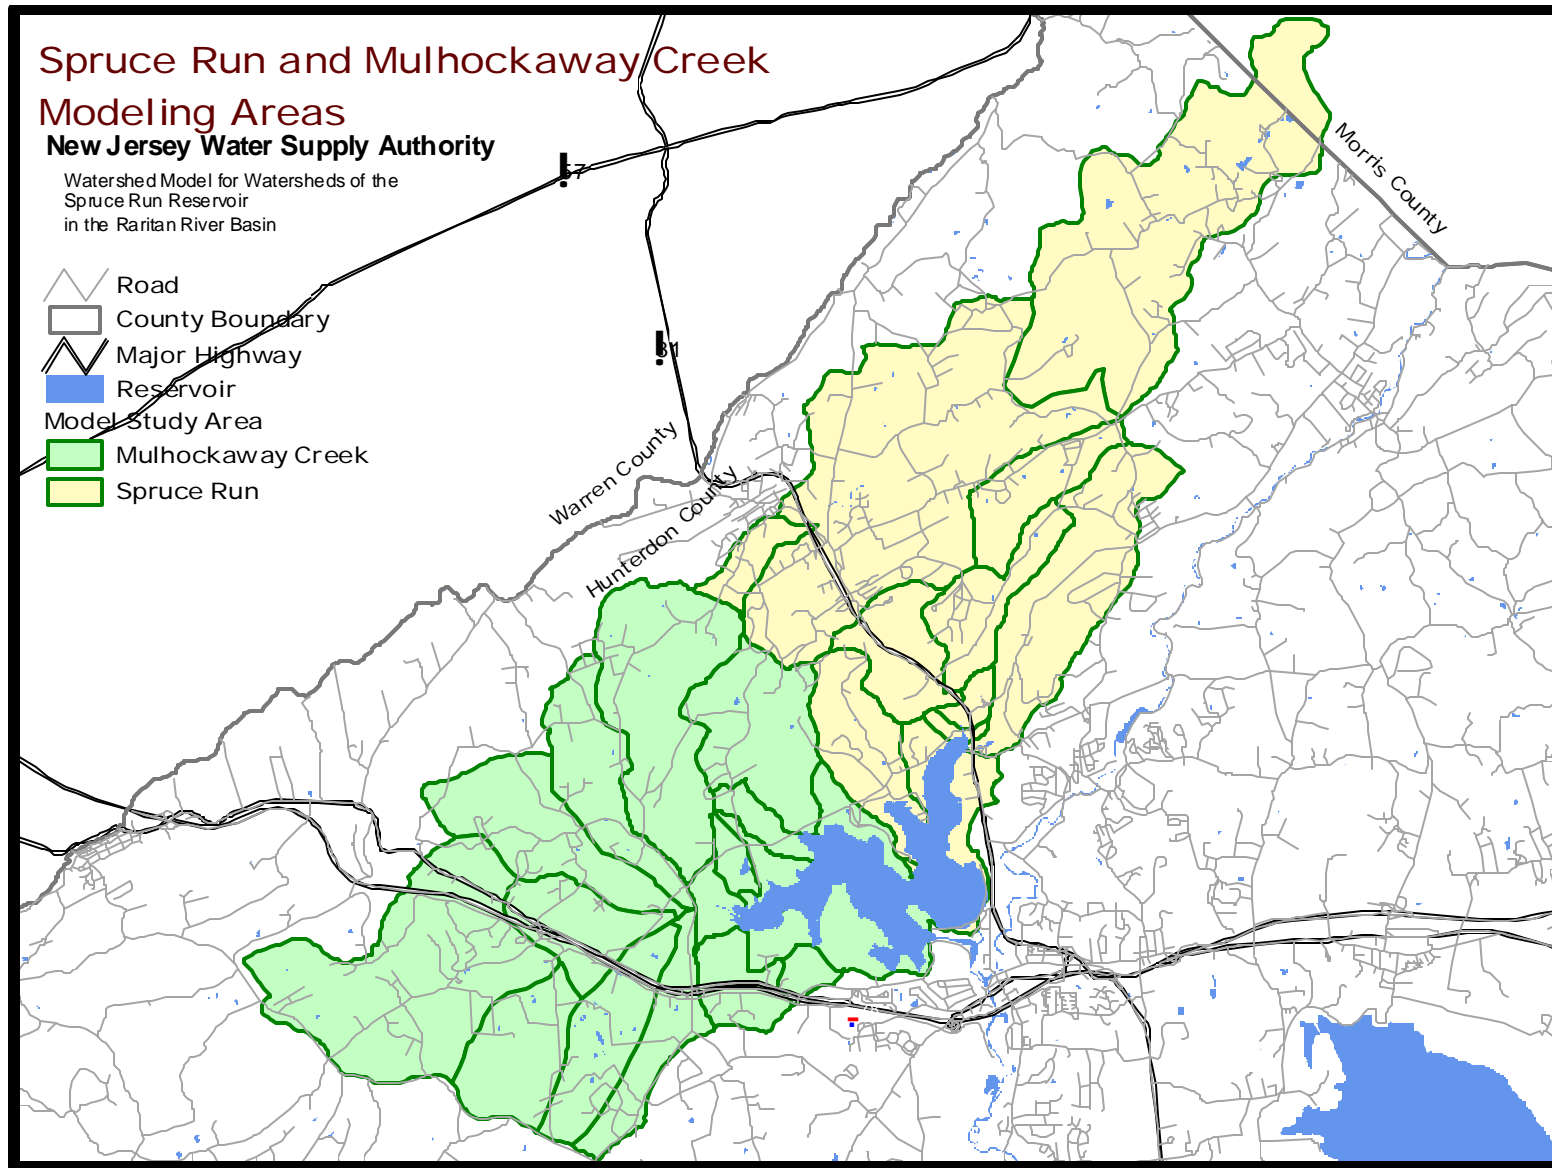 Spruce Run and Mulhockaway Creek
Modeling Areas
New Jersey Water Supply Authority
Watershed Model for Watersheds of the
Spruce Run Reservoir
in the Raritan River Basin
Road
County Boundary
Major Highway
Reservoir
Model Study Area
Mulhockaway Creek
Spruce Run
Morris County
Warren County
Hunterdon County